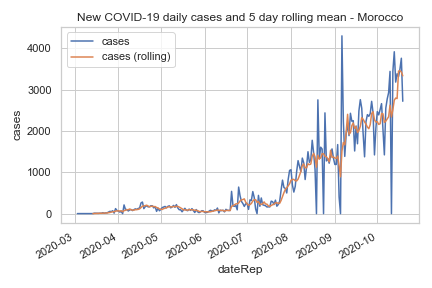 New COVID-19 daily cases and 5 day rolling mean - Morocco
cases
cases (rolling)
4000
3000
2000
1000
0
cases
2020-03
2020-04
2020-05
2020-06
2020-07
2020-08
2020-09
2020-10
dateRep